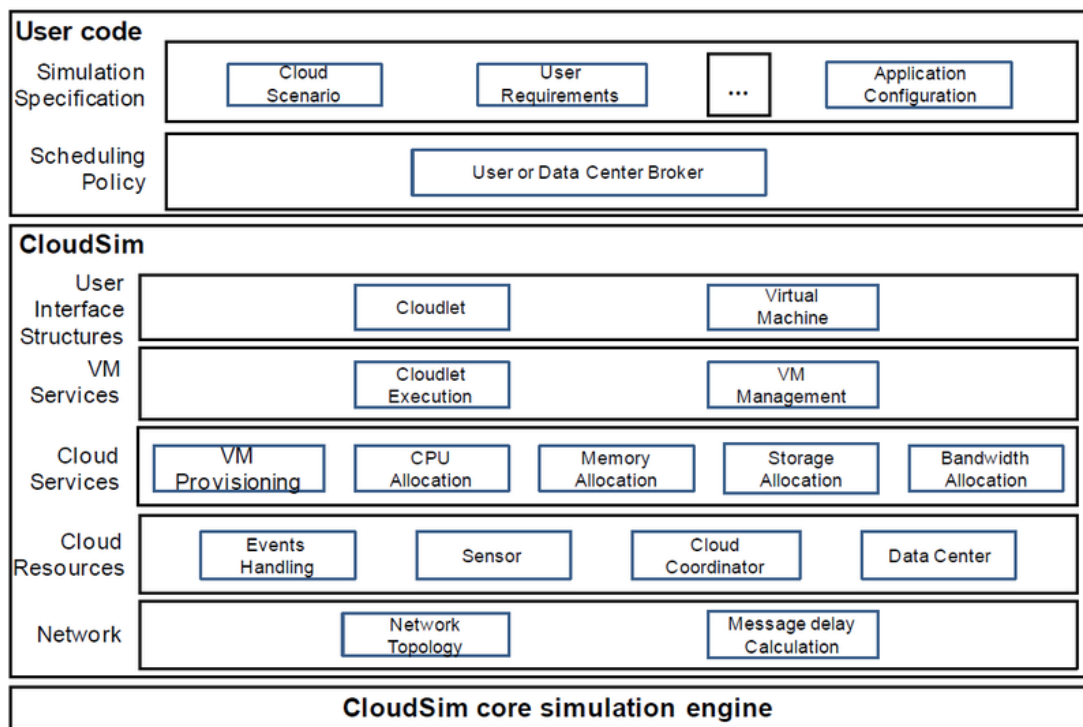 User code
Simulation
Specification
Cloud
Scenario
User
Requirements
...
Application
Configuration
Scheduling
Policy
User or Data Center Broker
CloudSim
User
Interface
Structures
Cloudlet
Virtual
Machine
VM
Services
Cloudlet
Execution
VM
Management
Cloud
Services
VM
Provisioning
CPU
Allocation
Memory
Allocation
Storage
Allocation
Bandwidth
Allocation
Cloud
Resources
Events
Handling
Sensor
Cloud
Coordinator
Data Center
Network
Network
Topology
Message delay
Calculation
CloudSim core simulation engine